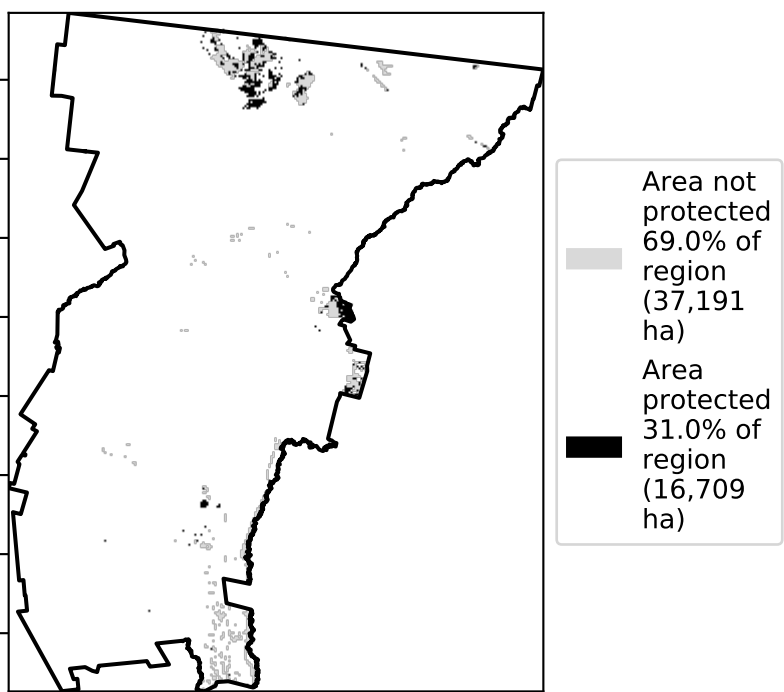 Area not
protected
69.0% of
region
(37,191
ha)
Area
protected
31.0% of
region
(16,709
ha)